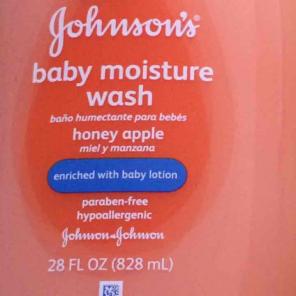 Johnson's
baby moisture
wash
baño humectante para bebés
honey apple
miel y manzana
enriched with baby lotion
paraben-free
hypoallergenic
Johnson & Johnson
28 FL OZ (828 mL)